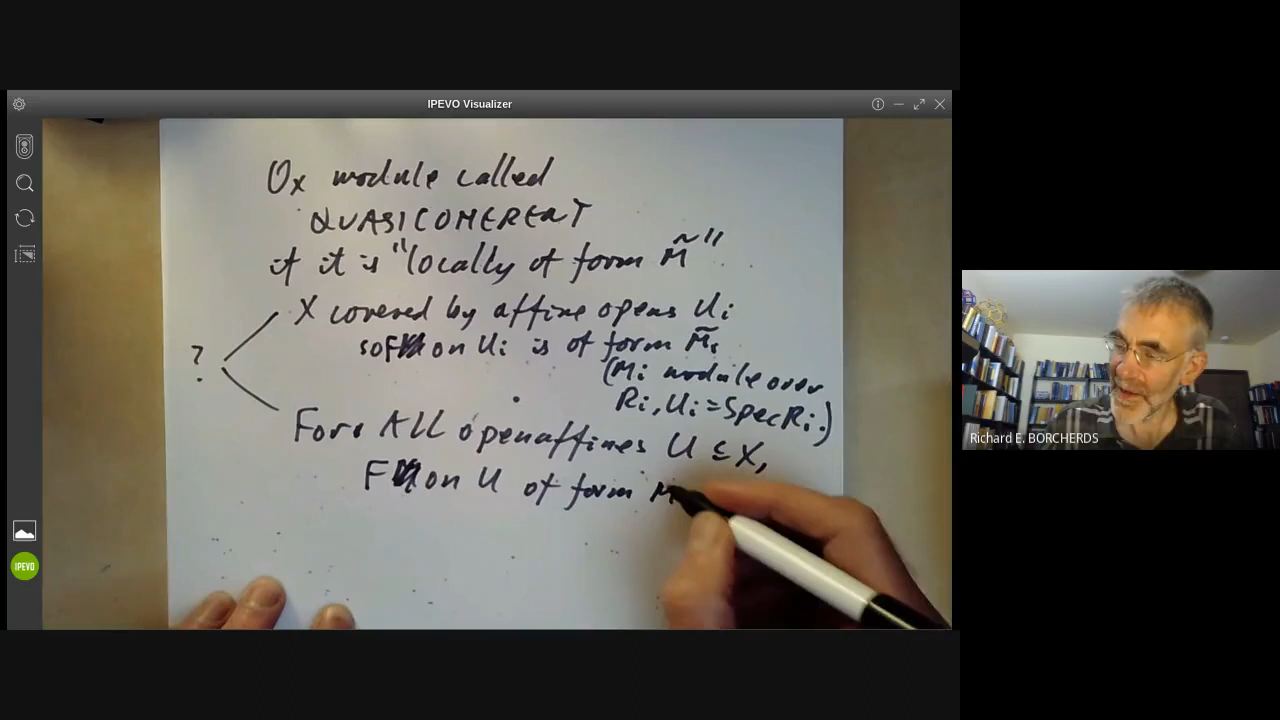 IPEVO Visualizer
Ox module called
QUASICOHERENT
if it is "locally of form M̃"
X covered by affine opens Ui
so F on Ui is of form M̃i
(Mi module over
Ri, Ui = Spec Ri.)
?
For ALL open affines U ⊆ X,
F on U of form M
IPEVO
Richard E. BORCHERDS